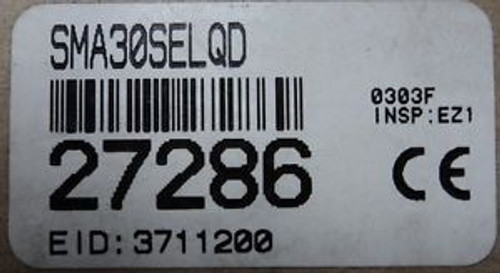 SMA30SELQD
0303F
INSP:EZ1
27286
CE
EID: 3711200